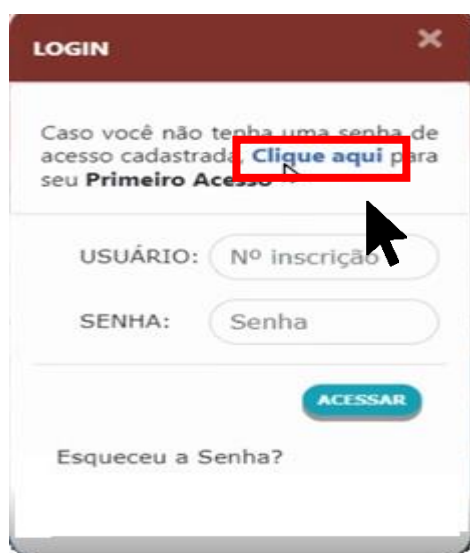 LOGIN ×
Caso você não tenha uma senha de
acesso cadastrada, Clique aqui para
seu Primeiro Acesso
USUÁRIO: Nº inscrição
SENHA: Senha
ACESSAR
Esqueceu a Senha?